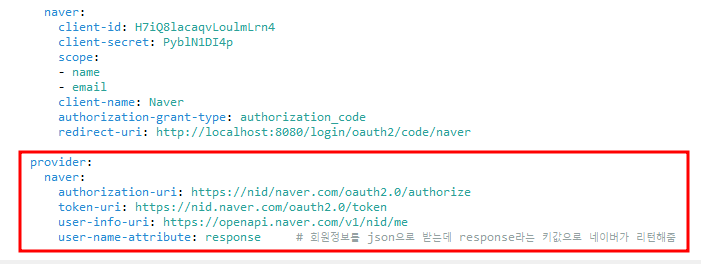 naver:
client-id: H7iQ8lacaqvLoulmLrn4
client-secret: PyblN1DI4p
scope:
- name
- email
client-name: Naver
authorization-grant-type: authorization_code
redirect-uri: http://localhost:8080/login/oauth2/code/naver
provider:
naver:
authorization-uri: https://nid/naver.com/oauth2.0/authorize
token-uri: https://nid.naver.com/oauth2.0/token
user-info-uri: https://openapi.naver.com/v1/nid/me
user-name-attribute: response # 회원정보를 json으로 받는데 response라는 키값으로 네이버가 리턴해줌